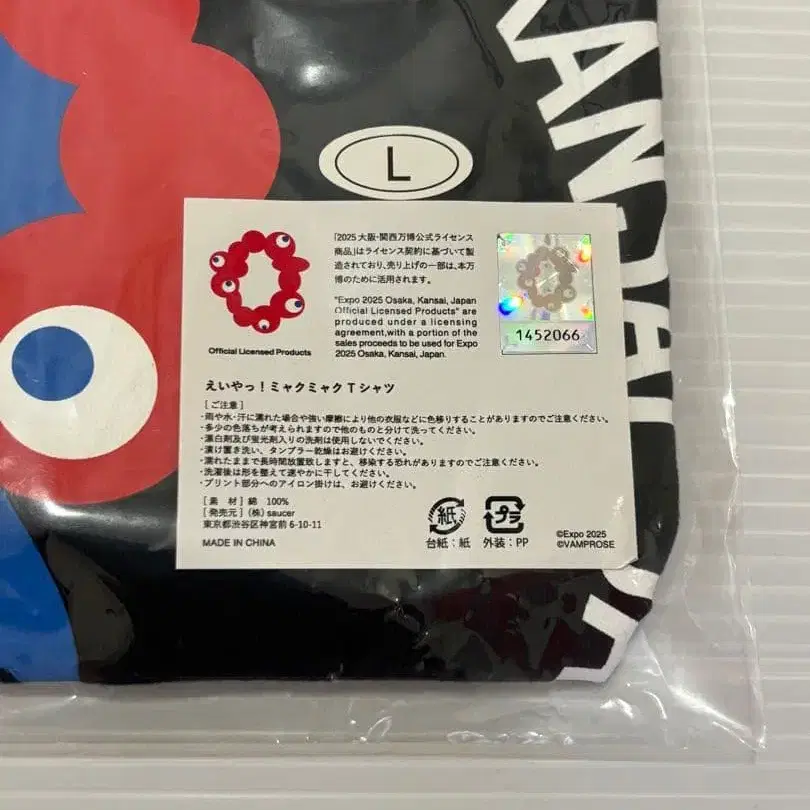 L
「2025 大阪・関西万博公式ライセンス
商品」はライセンス契約に基づいて製
造されており、売り上げの一部は、本万
博のために活用されます。
"Expo 2025 Osaka, Kansai, Japan
Official Licensed Products" are
produced under a licensing
agreement,with a portion of the
sales proceeds to be used for Expo
2025 Osaka, Kansai, Japan.
Official Licensed Products
1452066
えいやっ!ミャクミャク Tシャツ
[ご注意]
・雨や水・汗に濡れた場合や強い摩擦により他の衣服などに色移りすることがありますのでご注意ください。
・多少の色落ちが考えられますので他のものと分けて洗ってください。
・漂白剤及び蛍光剤入りの洗剤は使用しないでください。
・漬け置き洗い、タンブラー乾燥はお避けください。
・濡れたままで長時間放置致しますと、移染する恐れがありますのでご注意ください。
・洗濯後は形を整えて速やかに干してください。
・プリント部分へのアイロン掛けは、お避けください。
[素 材] 綿 100%
[発売元] (株) saucer
東京都渋谷区神宮前 6-10-11
MADE IN CHINA
紙
台紙:紙
プラ
外装:PP
©Expo 2025
©VAMPROSE